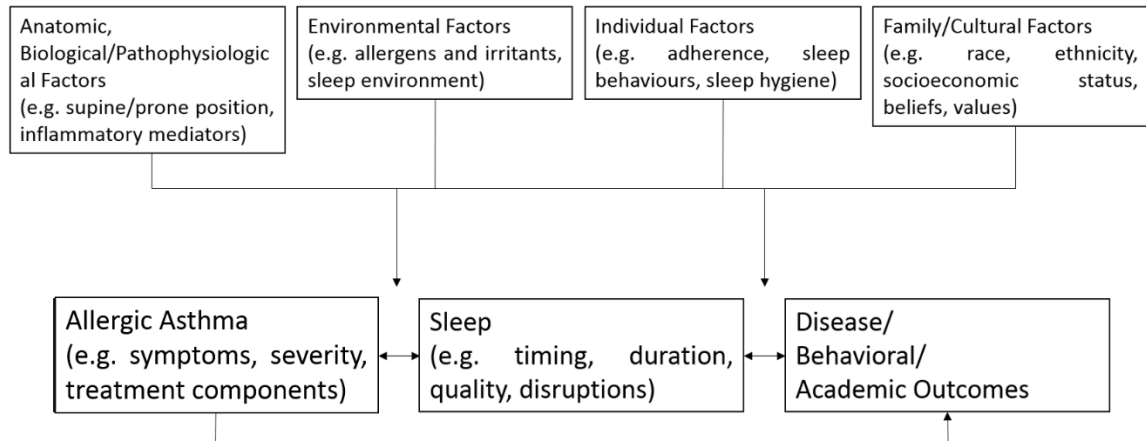 Anatomic,
Biological/Pathophysiologic
al Factors
(e.g. supine/prone position,
inflammatory mediators)
Environmental Factors
(e.g. allergens and irritants,
sleep environment)
Individual Factors
(e.g. adherence, sleep
behaviours, sleep hygiene)
Family/Cultural Factors
(e.g. race, ethnicity,
socioeconomic status,
beliefs, values)
Allergic Asthma
(e.g. symptoms, severity,
treatment components)
Sleep
(e.g. timing, duration,
quality, disruptions)
Disease/
Behavioral/
Academic Outcomes